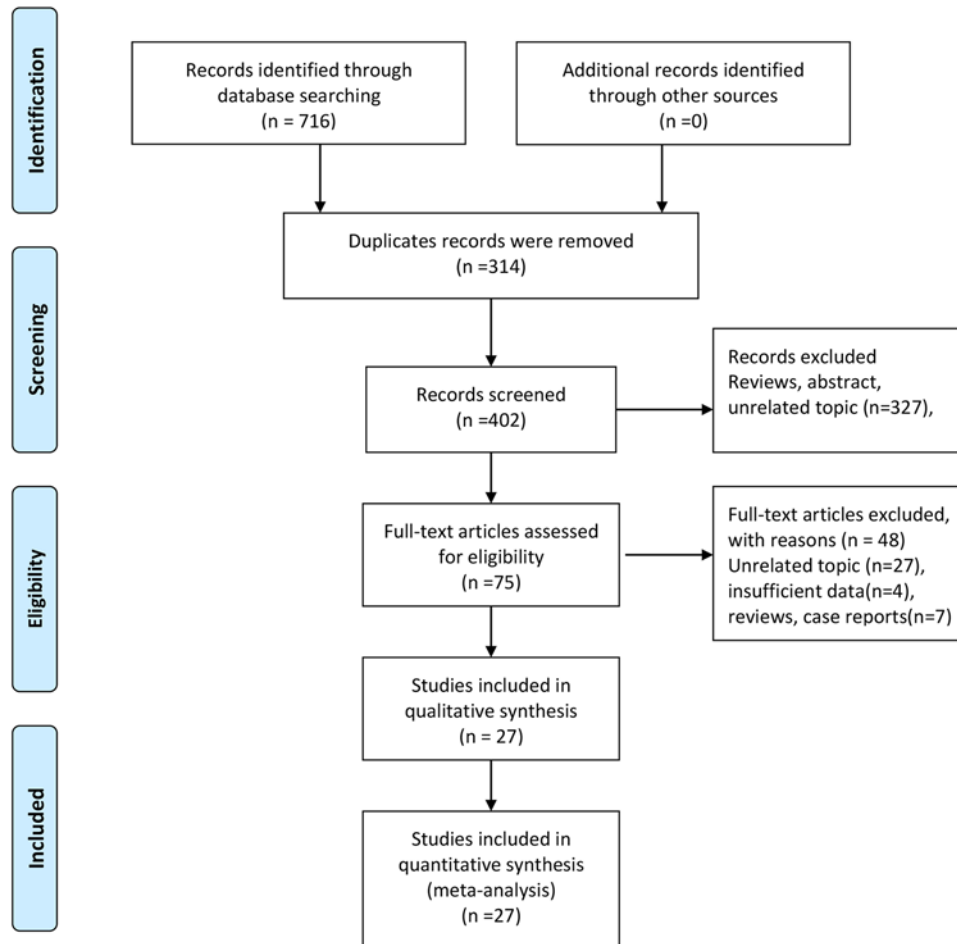 Identification
Records identified through
database searching
(n = 716)
Additional records identified
through other sources
(n =0)
Duplicates records were removed
(n =314)
Screening
Records screened
(n =402)
Records excluded
Reviews, abstract,
unrelated topic (n=327),
Eligibility
Full-text articles assessed
for eligibility
(n =75)
Full-text articles excluded,
with reasons (n = 48)
Unrelated topic (n=27),
insufficient data(n=4),
reviews, case reports(n=7)
Studies included in
qualitative synthesis
(n = 27)
Included
Studies included in
quantitative synthesis
(meta-analysis)
(n =27)